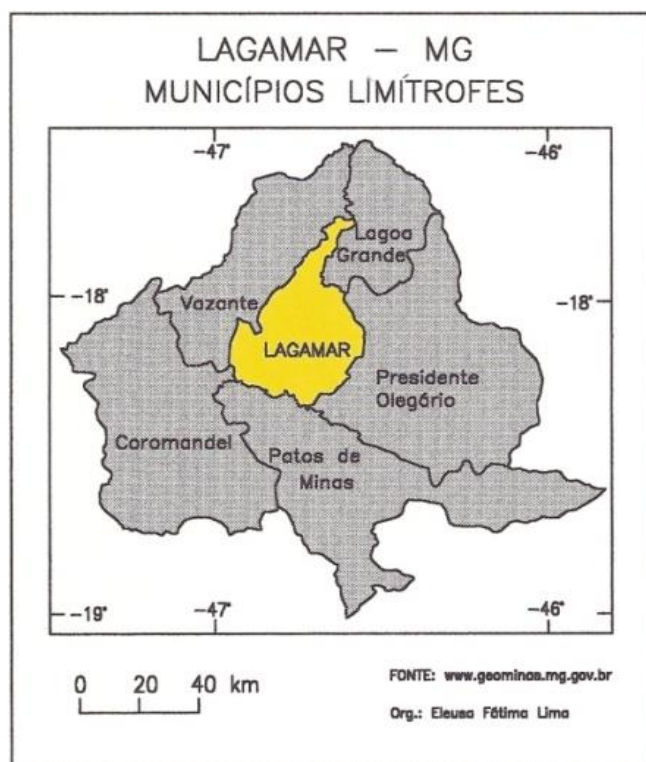 LAGAMAR – MG
MUNICÍPIOS LIMÍTROFES
–47°
–46°
Lagoa
Grande
–18°
–18°
Vazante
LAGAMAR
Presidente
Olegário
Coromandel
Patos de
Minas
–19°
–47°
–46°
0 20 40 km
FONTE: www.geominas.mg.gov.br
Org.: Eleusa Fátima Lima